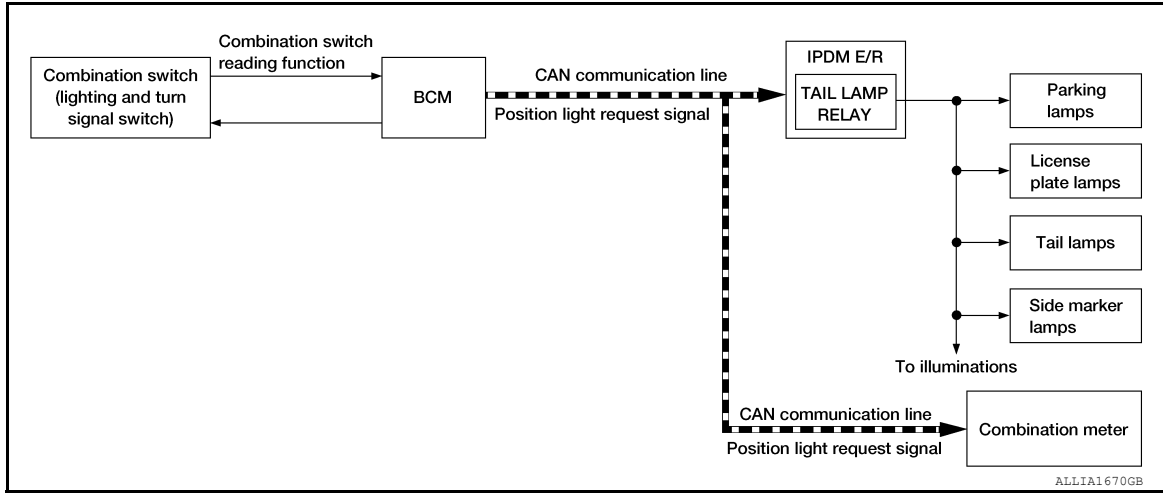 Combination switch
reading function
Combination switch
(lighting and turn
signal switch)
BCM
CAN communication line
Position light request signal
IPDM E/R
TAIL LAMP
RELAY
Parking
lamps
License
plate lamps
Tail lamps
Side marker
lamps
To illuminations
CAN communication line
Position light request signal
Combination meter
ALLIA1670GB